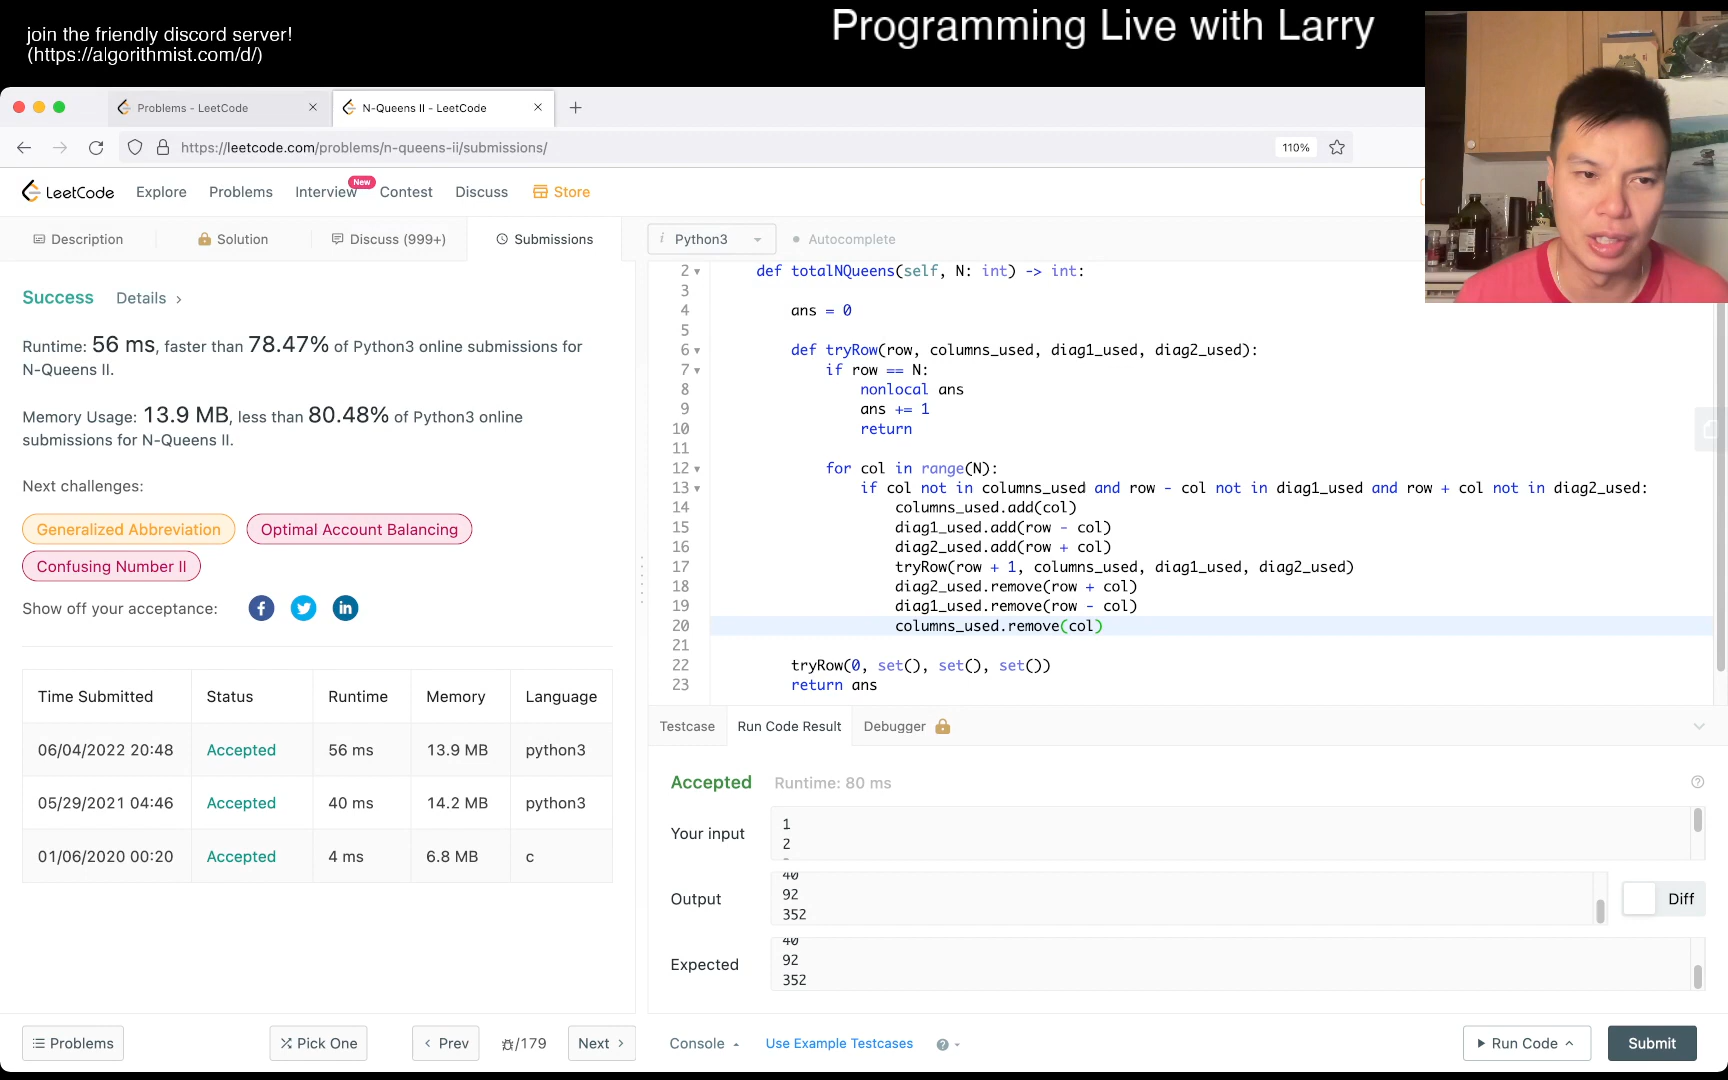 join the friendly discord server!
(https://algorithmist.com/d/)
Programming Live with Larry
Problems - LeetCode
N-Queens II - LeetCode
https://leetcode.com/problems/n-queens-ii/submissions/
110%
LeetCode Explore Problems Interview New Contest Discuss Store
Description Solution Discuss (999+) Submissions
i Python3 Autocomplete
Success Details
Runtime: 56 ms, faster than 78.47% of Python3 online submissions for
N-Queens II.
Memory Usage: 13.9 MB, less than 80.48% of Python3 online
submissions for N-Queens II.
Next challenges:
Generalized Abbreviation Optimal Account Balancing
Confusing Number II
Show off your acceptance:
Time Submitted Status Runtime Memory Language
06/04/2022 20:48 Accepted 56 ms 13.9 MB python3
05/29/2021 04:46 Accepted 40 ms 14.2 MB python3
01/06/2020 00:20 Accepted 4 ms 6.8 MB c
2 def totalNQueens(self, N: int) -> int:
3
4 ans = 0
5
6 def tryRow(row, columns_used, diag1_used, diag2_used):
7 if row == N:
8 nonlocal ans
9 ans += 1
10 return
11
12 for col in range(N):
13 if col not in columns_used and row - col not in diag1_used and row + col not in diag2_used:
14 columns_used.add(col)
15 diag1_used.add(row - col)
16 diag2_used.add(row + col)
17 tryRow(row + 1, columns_used, diag1_used, diag2_used)
18 diag2_used.remove(row + col)
19 diag1_used.remove(row - col)
20 columns_used.remove(col)
21
22 tryRow(0, set(), set(), set())
23 return ans
Testcase Run Code Result Debugger
Accepted Runtime: 80 ms
Your input
1
2
Output
40
92
352
Diff
Expected
40
92
352
Problems Pick One Prev /179 Next
Console Use Example Testcases Run Code Submit